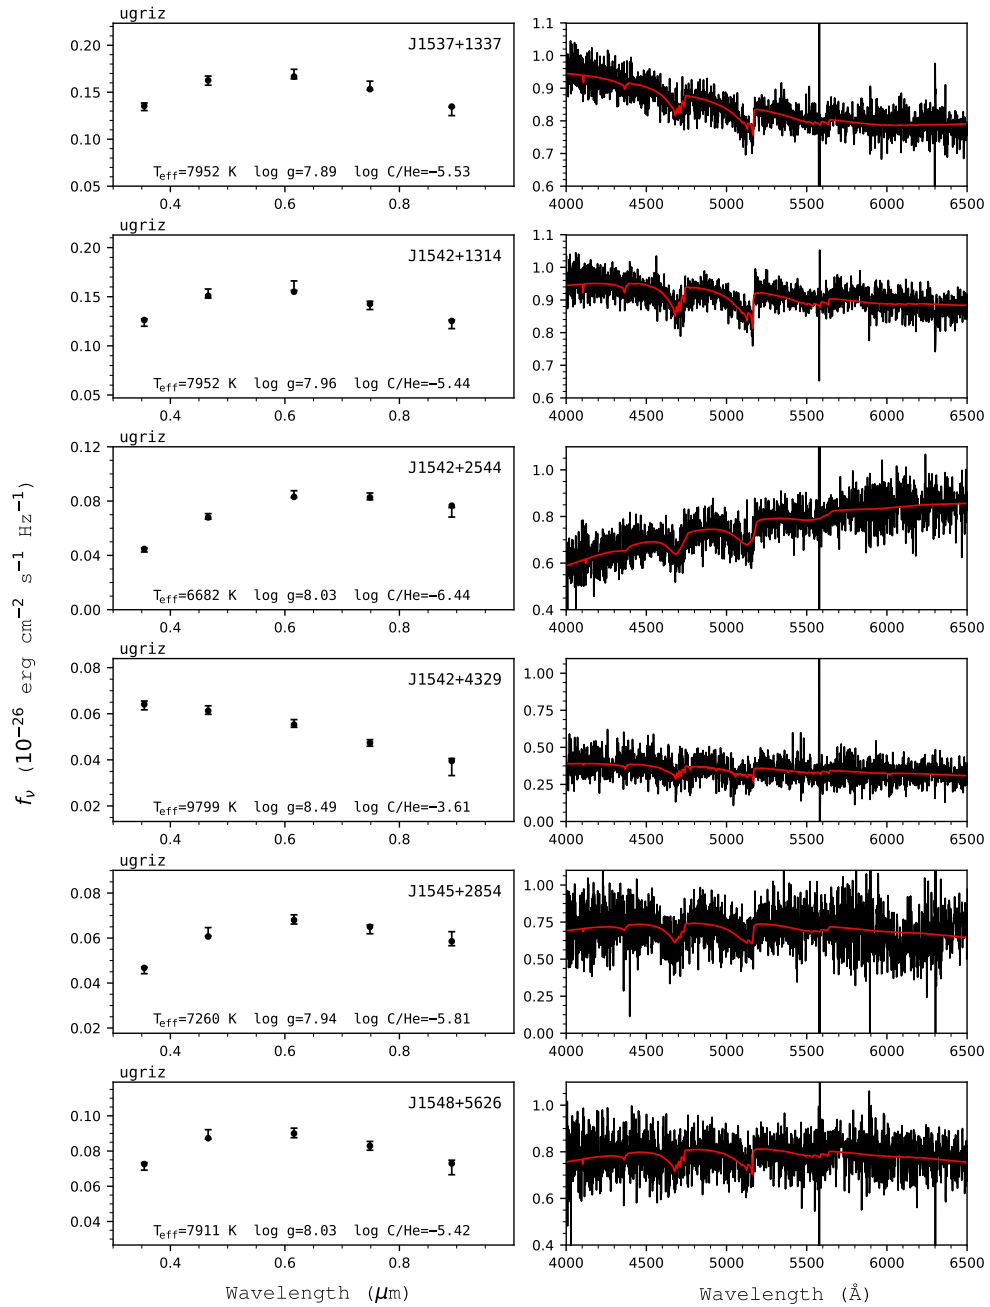 ugriz
J1537+1337
0.20
0.15
0.10
0.05
T_eff=7952 K log g=7.89 log C/He=−5.53
0.4 0.6 0.8
1.1
1.0
0.9
0.8
0.7
0.6
4000 4500 5000 5500 6000 6500
ugriz
J1542+1314
0.20
0.15
0.10
0.05
T_eff=7952 K log g=7.96 log C/He=−5.44
0.4 0.6 0.8
1.1
1.0
0.9
0.8
0.7
0.6
4000 4500 5000 5500 6000 6500
ugriz
J1542+2544
0.12
0.08
0.04
0.00
T_eff=6682 K log g=8.03 log C/He=−6.44
0.4 0.6 0.8
1.0
0.8
0.6
0.4
4000 4500 5000 5500 6000 6500
f_ν (10⁻²⁶ erg cm⁻² s⁻¹ Hz⁻¹)
ugriz
J1542+4329
0.08
0.06
0.04
0.02
T_eff=9799 K log g=8.49 log C/He=−3.61
0.4 0.6 0.8
1.00
0.75
0.50
0.25
0.00
4000 4500 5000 5500 6000 6500
ugriz
J1545+2854
0.08
0.06
0.04
0.02
T_eff=7260 K log g=7.94 log C/He=−5.81
0.4 0.6 0.8
1.00
0.75
0.50
0.25
0.00
4000 4500 5000 5500 6000 6500
ugriz
J1548+5626
0.10
0.08
0.06
0.04
T_eff=7911 K log g=8.03 log C/He=−5.42
0.4 0.6 0.8
1.0
0.8
0.6
0.4
4000 4500 5000 5500 6000 6500
Wavelength (μm)
Wavelength (Å)